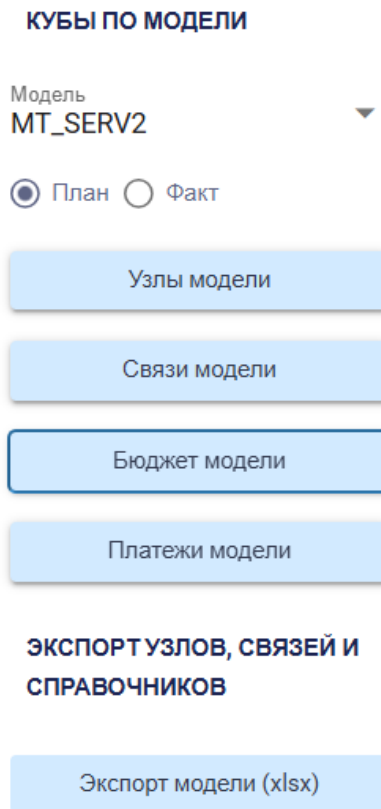 КУБЫ ПО МОДЕЛИ
Модель
MT_SERV2
План Факт
Узлы модели
Связи модели
Бюджет модели
Платежи модели
ЭКСПОРТ УЗЛОВ, СВЯЗЕЙ И
СПРАВОЧНИКОВ
Экспорт модели (xlsx)